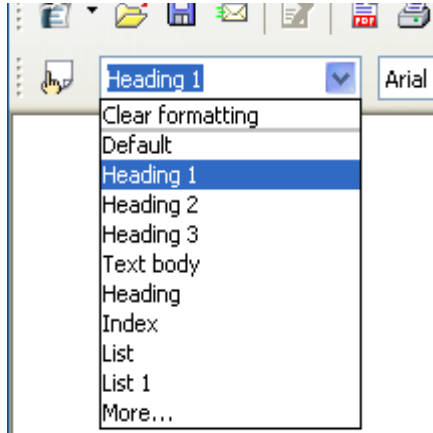 PDF
Heading 1
Arial
Clear formatting
Default
Heading 1
Heading 2
Heading 3
Text body
Heading
Index
List
List 1
More...